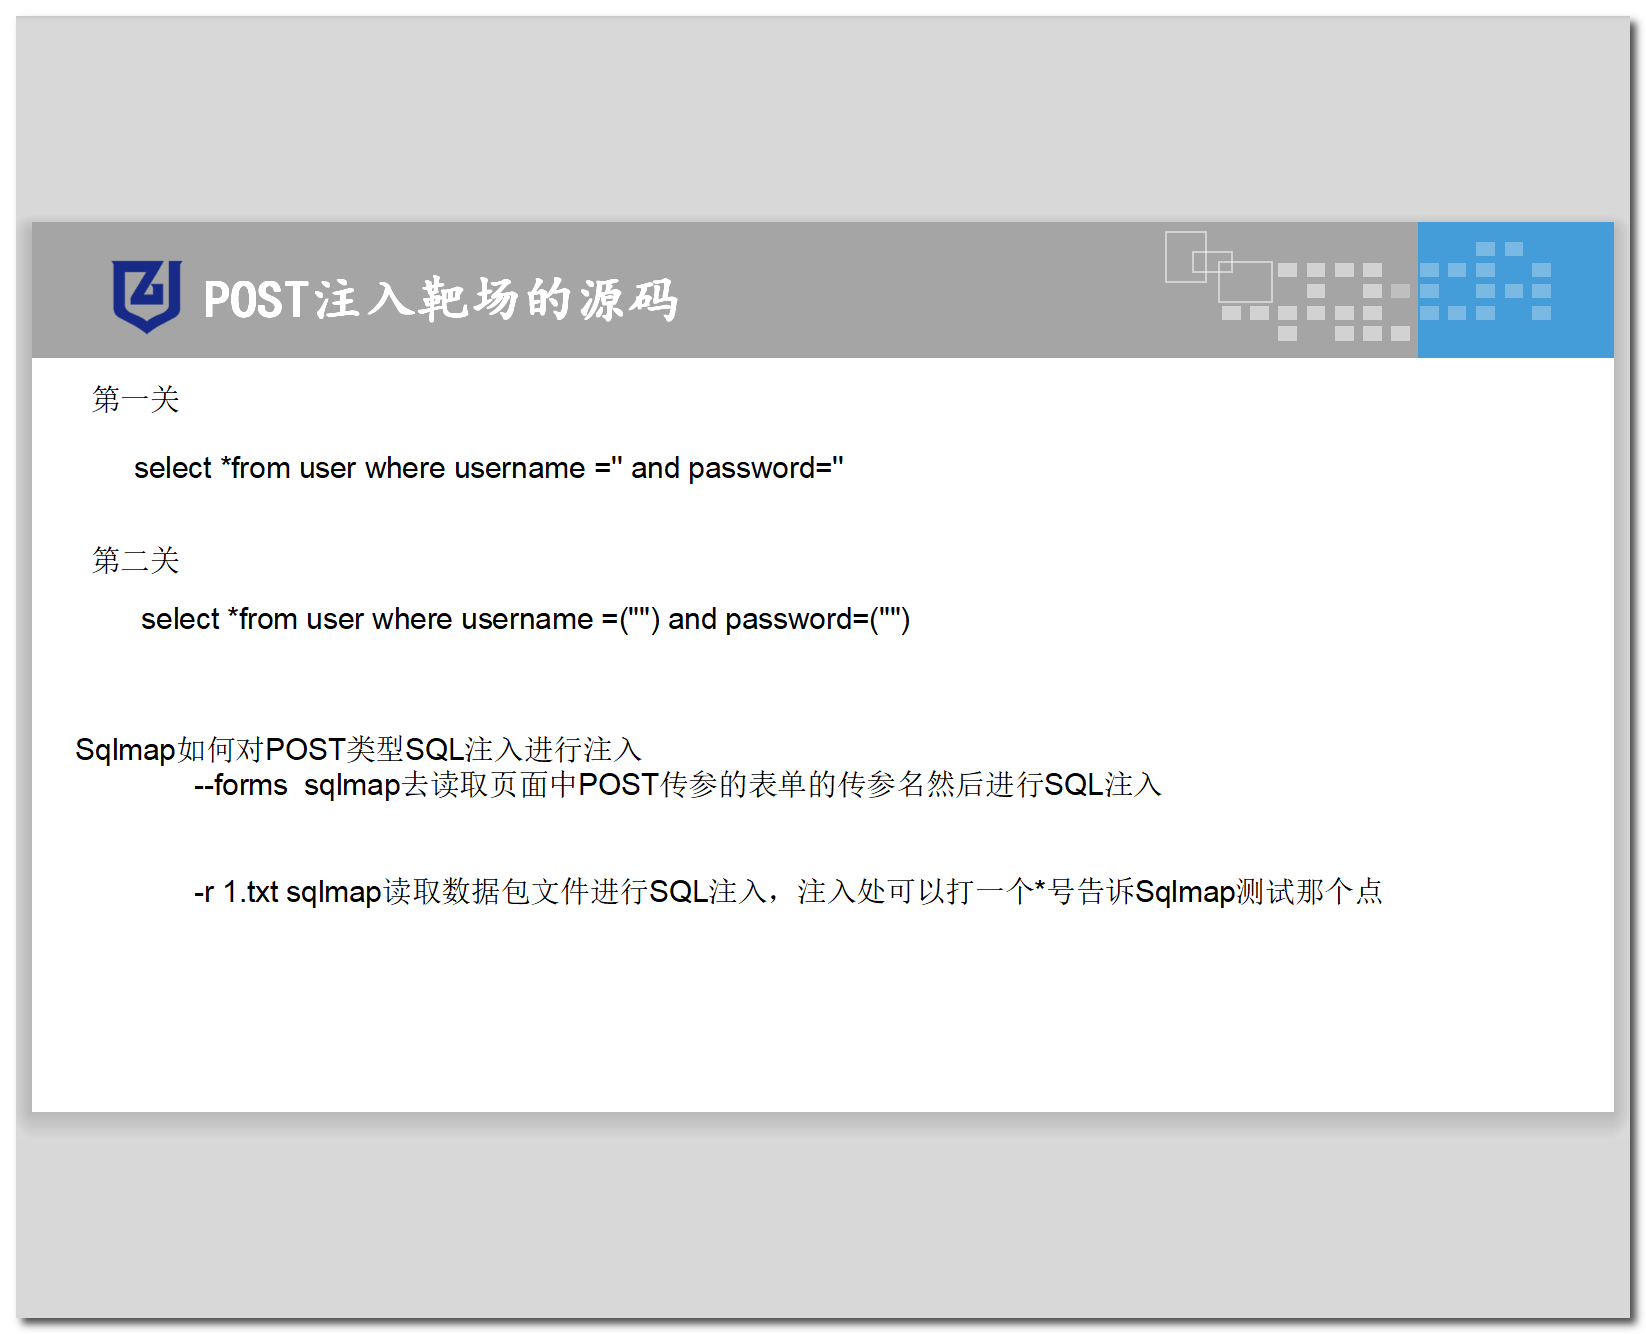 POST注入靶场的源码
第一关
select *from user where username ='' and password=''
第二关
select *from user where username =("") and password=("")
Sqlmap如何对POST类型SQL注入进行注入
--forms  sqlmap去读取页面中POST传参的表单的传参名然后进行SQL注入
-r 1.txt sqlmap读取数据包文件进行SQL注入，注入处可以打一个*号告诉Sqlmap测试那个点